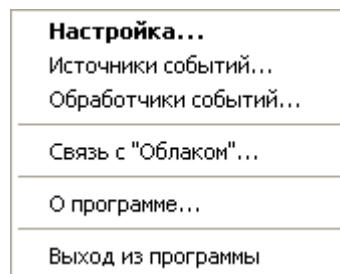 Настройка...
Источники событий...
Обработчики событий...
Связь с "Облаком"...
О программе...
Выход из программы